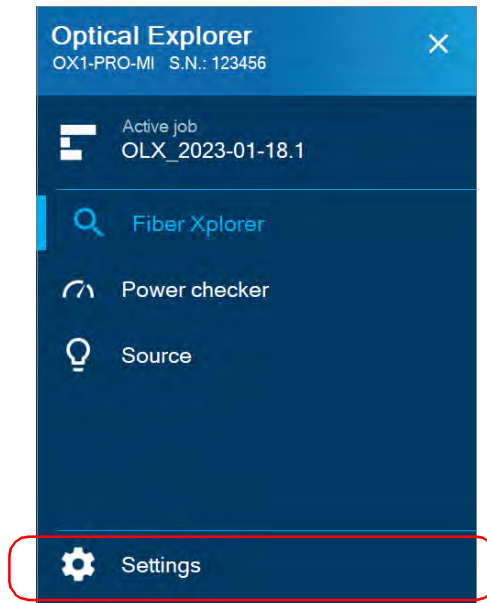 Optical Explorer
OX1-PRO-MI S.N.: 123456
Active job
OLX_2023-01-18.1
Fiber Xplorer
Power checker
Source
Settings